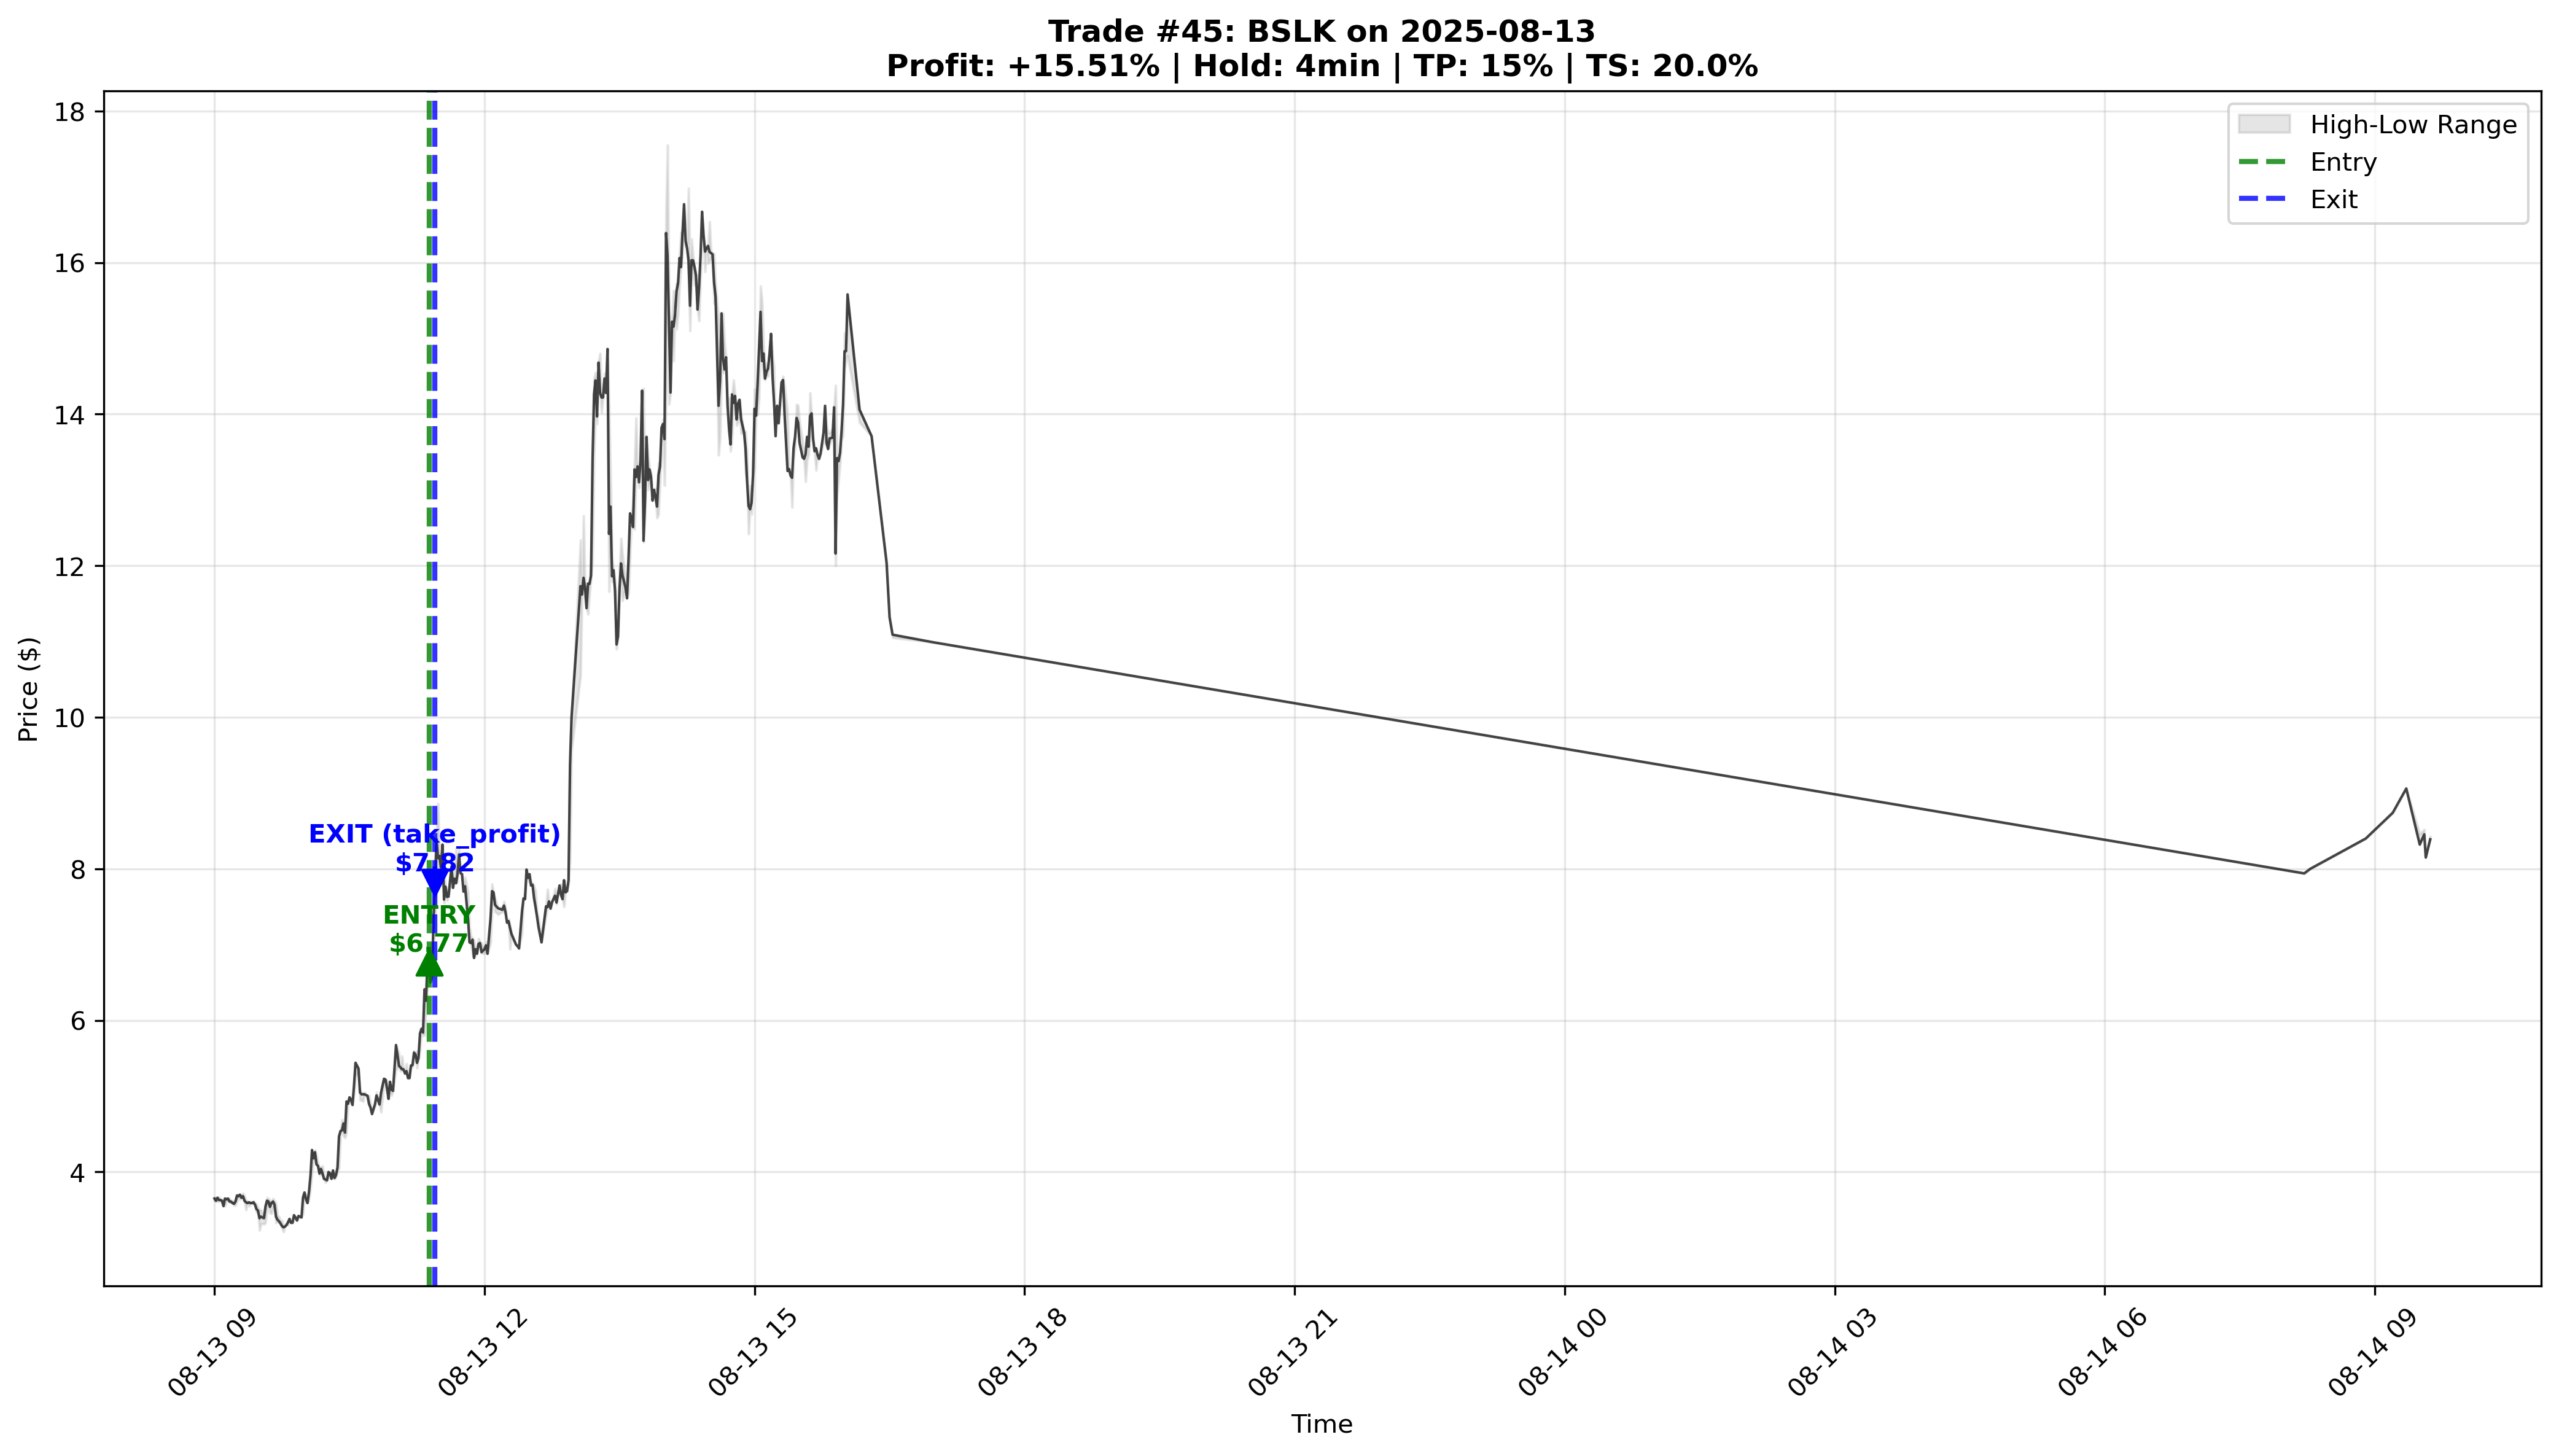 Trade #45: BSLK on 2025-08-13
Profit: +15.51% | Hold: 4min | TP: 15% | TS: 20.0%
High-Low Range
Entry
Exit
Price ($)
18
16
14
12
10
8
6
4
EXIT (take_profit)
$7.82
ENTRY
$6.77
08-13 09
08-13 12
08-13 15
08-13 18
08-13 21
08-14 00
08-14 03
08-14 06
08-14 09
Time